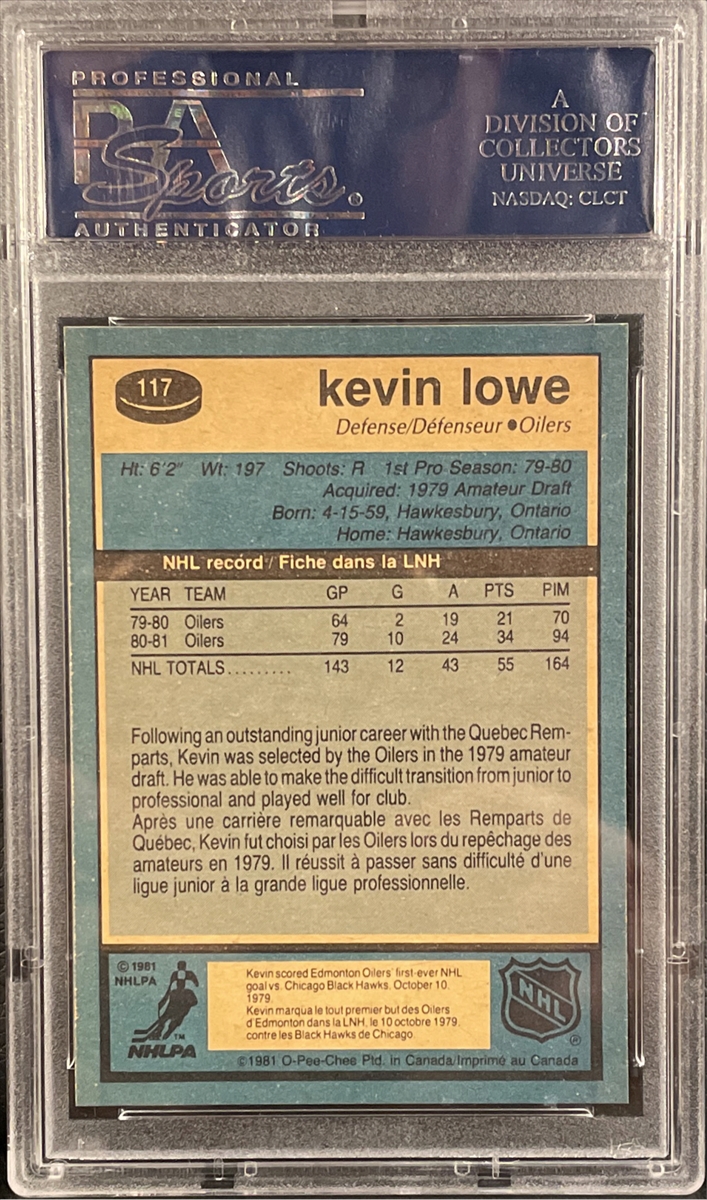 PROFESSIONAL
PSA
Sports.®
AUTHENTICATOR
A
DIVISION OF
COLLECTORS
UNIVERSE
NASDAQ: CLCT
117
kevin lowe
Defense/Défenseur ● Oilers
Ht: 6'2" Wt: 197 Shoots: R 1st Pro Season: 79-80
Acquired: 1979 Amateur Draft
Born: 4-15-59, Hawkesbury, Ontario
Home: Hawkesbury, Ontario
NHL record / Fiche dans la LNH
YEAR TEAM GP G A PTS PIM
79-80 Oilers 64 2 19 21 70
80-81 Oilers 79 10 24 34 94
NHL TOTALS......... 143 12 43 55 164
Following an outstanding junior career with the Quebec Rem-
parts, Kevin was selected by the Oilers in the 1979 amateur
draft. He was able to make the difficult transition from junior to
professional and played well for club.
Après une carrière remarquable avec les Remparts de
Québec, Kevin fut choisi par les Oilers lors du repêchage des
amateurs en 1979. Il réussit à passer sans difficulté d'une
ligue junior à la grande ligue professionnelle.
© 1981
NHLPA
TM
NHLPA
Kevin scored Edmonton Oilers' first-ever NHL
goal vs. Chicago Black Hawks, October 10,
1979.
Kevin marqua le tout premier but des Oilers
d'Edmonton dans la LNH, le 10 octobre 1979,
contre les Black Hawks de Chicago.
NHL
®
©1981 O-Pee-Chee Ptd. in Canada/Imprimé au Canada